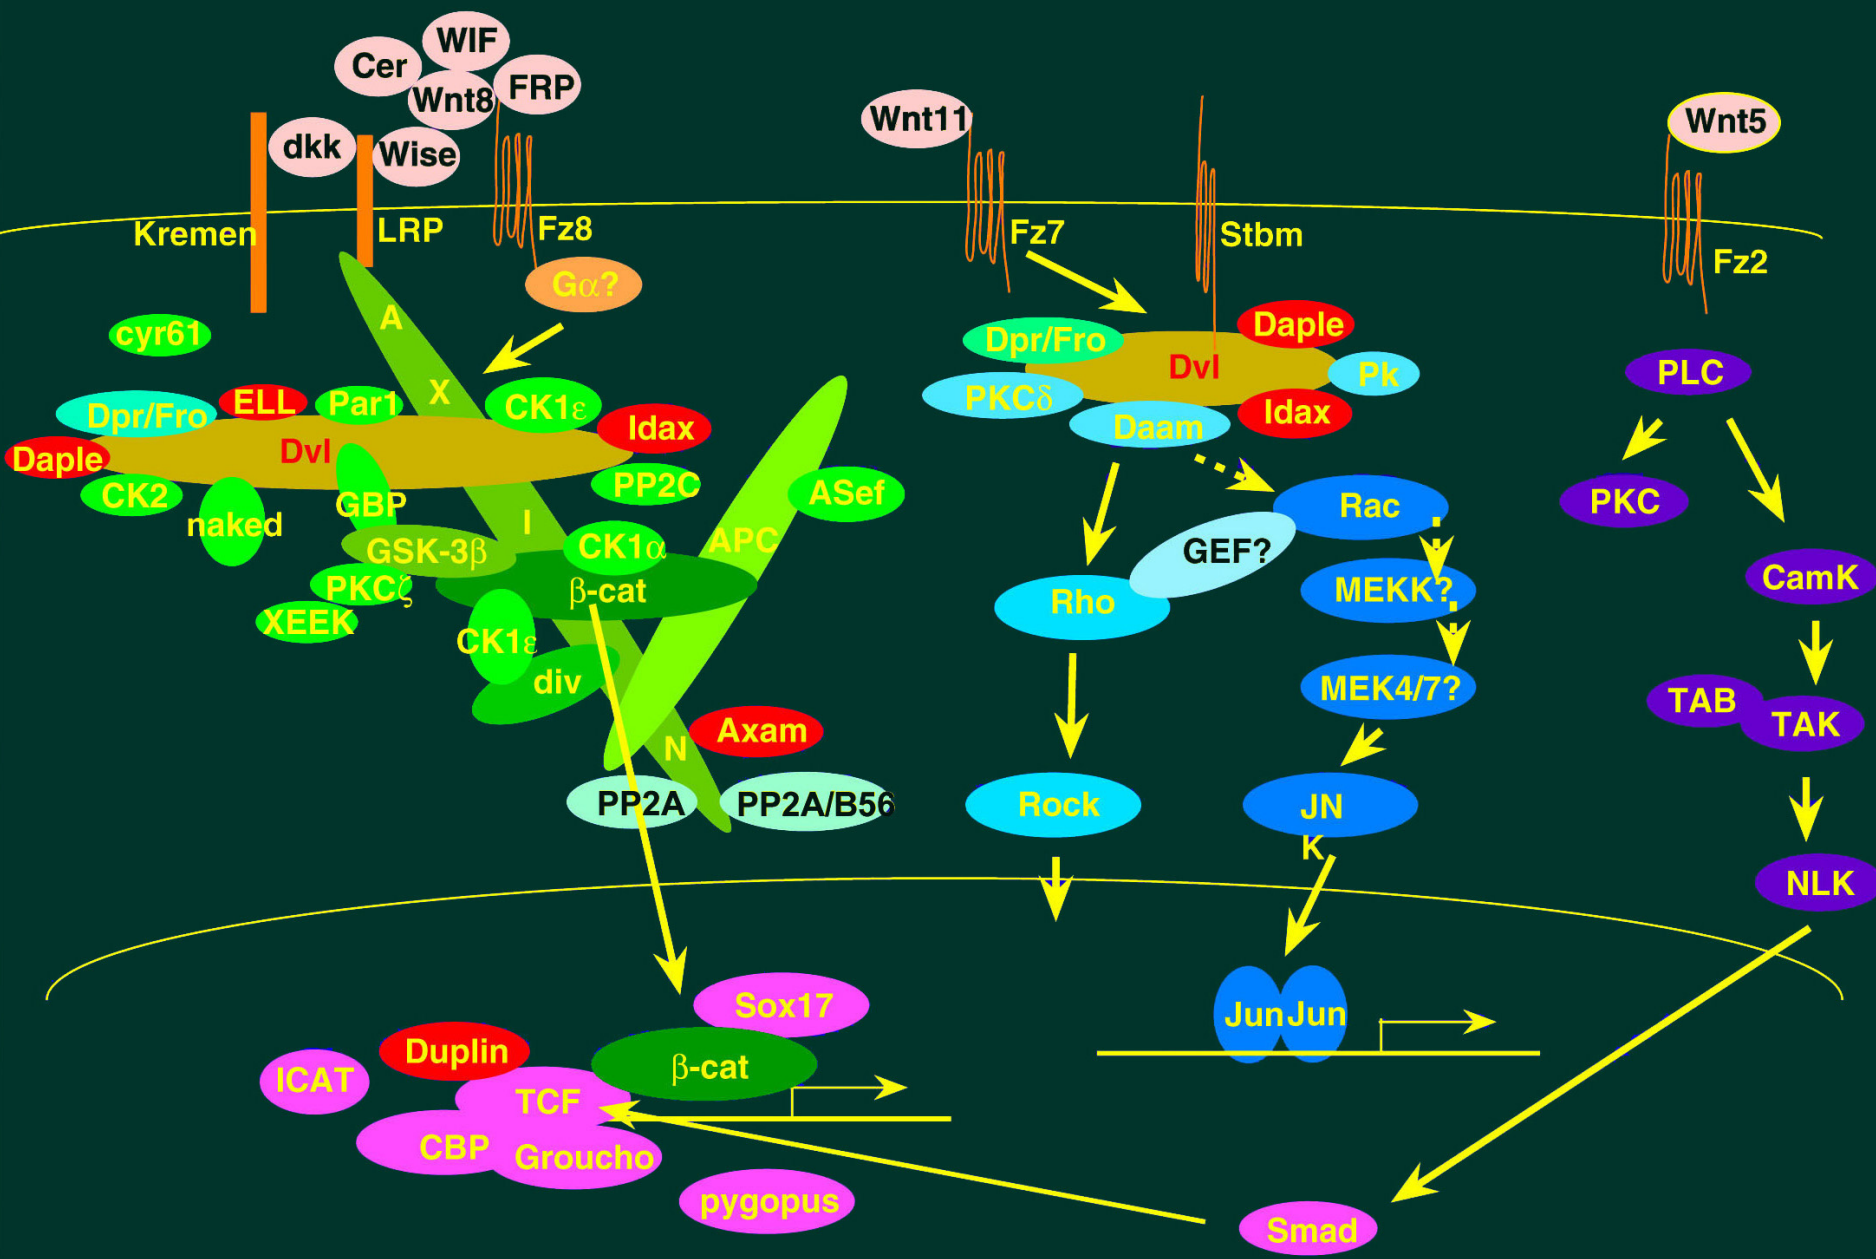 WIF
Cer
FRP
Wnt8
dkk
Wise
Kremen
LRP
Fz8
Gα?
A
X
I
N
cyr61
Dpr/Fro
ELL
Par1
CK1ε
Idax
Daple
Dvl
CK2
naked
GBP
PP2C
GSK-3β
CK1α
APC
ASef
PKCζ
XEEK
β-cat
CK1ε
div
Axam
PP2A
PP2A/B56
Sox17
Duplin
β-cat
ICAT
TCF
CBP
Groucho
pygopus
Wnt11
Fz7
Stbm
Dpr/Fro
Daple
Dvl
Pk
PKCδ
Daam
Idax
Rac
GEF?
Rho
MEKK?
MEK4/7?
Rock
JN
K
Jun
Jun
Wnt5
Fz2
PLC
PKC
CamK
TAB
TAK
NLK
Smad